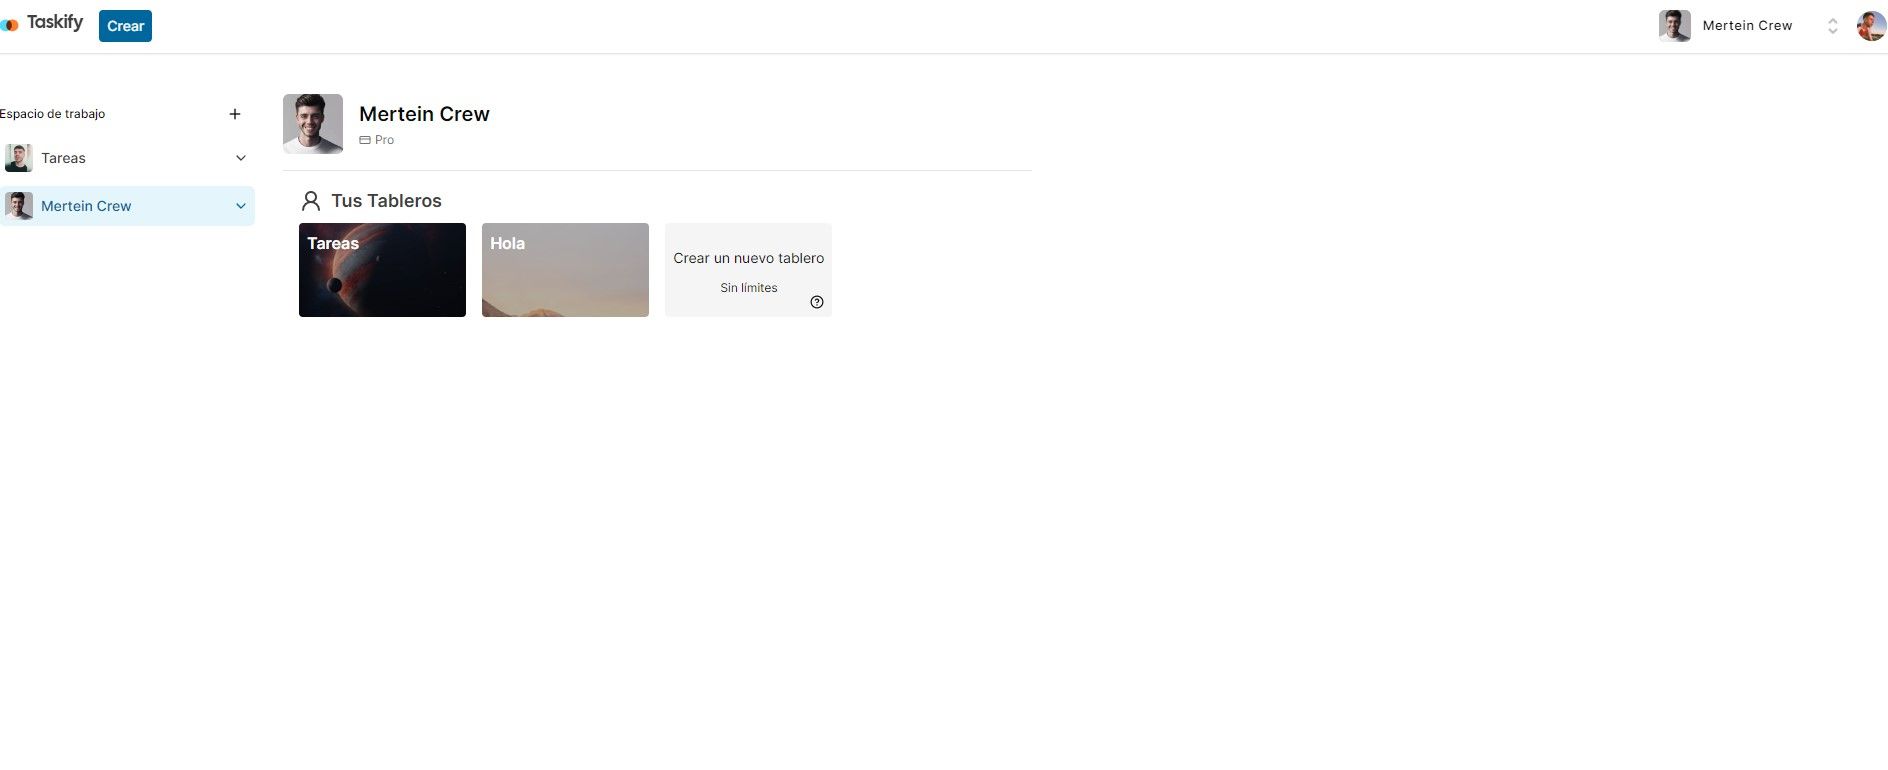 Taskify
Crear
Mertein Crew
Espacio de trabajo
Tareas
Mertein Crew
Mertein Crew
Pro
Tus Tableros
Tareas
Hola
Crear un nuevo tablero
Sin límites